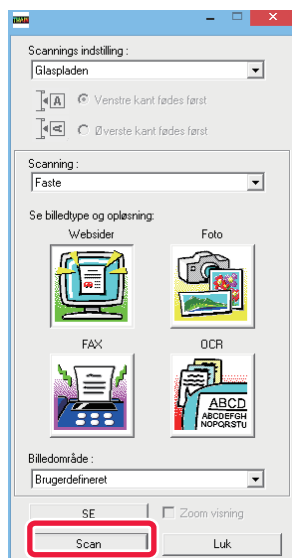 Scannings indstilling :
Glaspladen
A Venstre kant fødes først
A Øverste kant fødes først
Scanning :
Faste
Se billedtype og opløsning:
Websider Foto
FAX OCR
ABCD
ABCDEFGH
NOPQRSTU
Billedområde :
Brugerdefineret
SE Zoom visning
Scan Luk